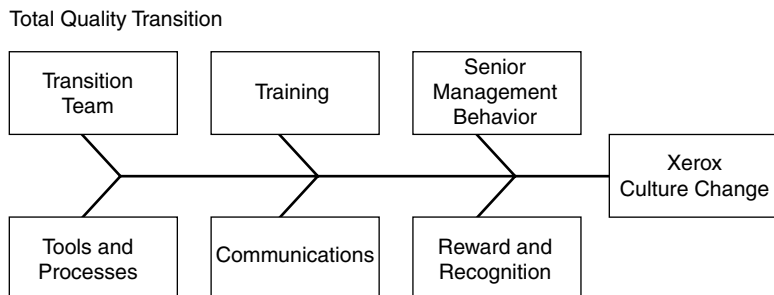 Total Quality Transition
Transition
Team
Training
Senior
Management
Behavior
Xerox
Culture Change
Tools and
Processes
Communications
Reward and
Recognition